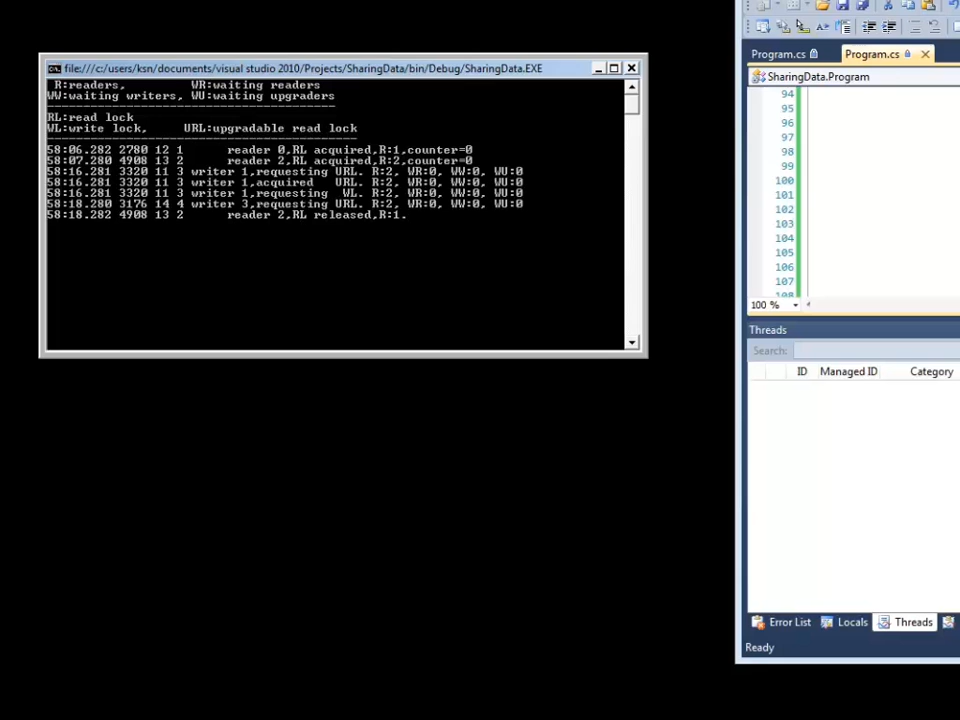 file:///c:/users/ksn/documents/visual studio 2010/Projects/SharingData/bin/Debug/SharingData.EXE
R:readers, WR:waiting readers
WW:waiting writers, WU:waiting upgraders
RL:read lock
WL:write lock, URL:upgradable read lock
58:06.282 2780 12 1 reader 0,RL acquired,R:1,counter=0
58:07.280 4908 13 2 reader 2,RL acquired,R:2,counter=0
58:16.281 3320 11 3 writer 1,requesting URL. R:2, WR:0, WW:0, WU:0
58:16.281 3320 11 3 writer 1,acquired URL. R:2, WR:0, WW:0, WU:0
58:16.281 3320 11 3 writer 1,requesting WL. R:2, WR:0, WW:0, WU:0
58:18.280 3176 14 4 writer 3,requesting URL. R:2, WR:0, WW:0, WU:0
58:18.282 4908 13 2 reader 2,RL released,R:1.
Program.cs Program.cs
SharingData.Program
94
95
96
97
98
99
100
101
102
103
104
105
106
107
108
100 %
Threads
Search:
ID Managed ID Category
Error List Locals Threads
Ready